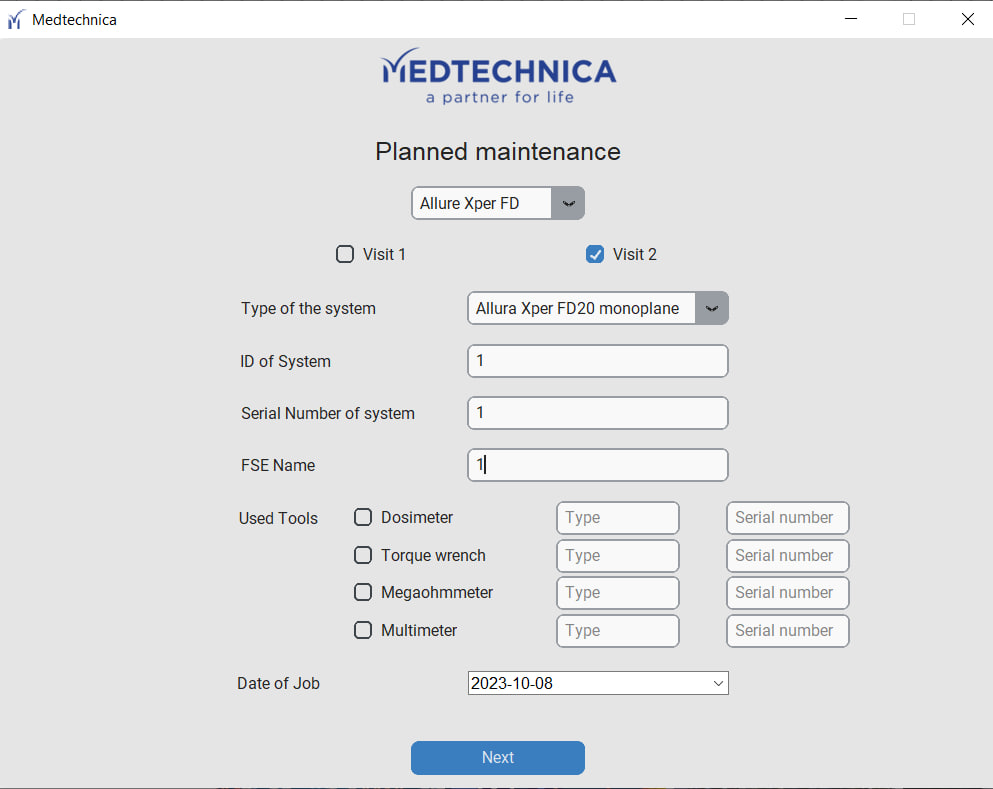 Medtechnica
MEDTECHNICA
a partner for life
Planned maintenance
Allure Xper FD
Visit 1 Visit 2
Type of the system Allura Xper FD20 monoplane
ID of System 1
Serial Number of system 1
FSE Name 1
Used Tools Dosimeter Type Serial number
Torque wrench Type Serial number
Megaohmmeter Type Serial number
Multimeter Type Serial number
Date of Job 2023-10-08
Next